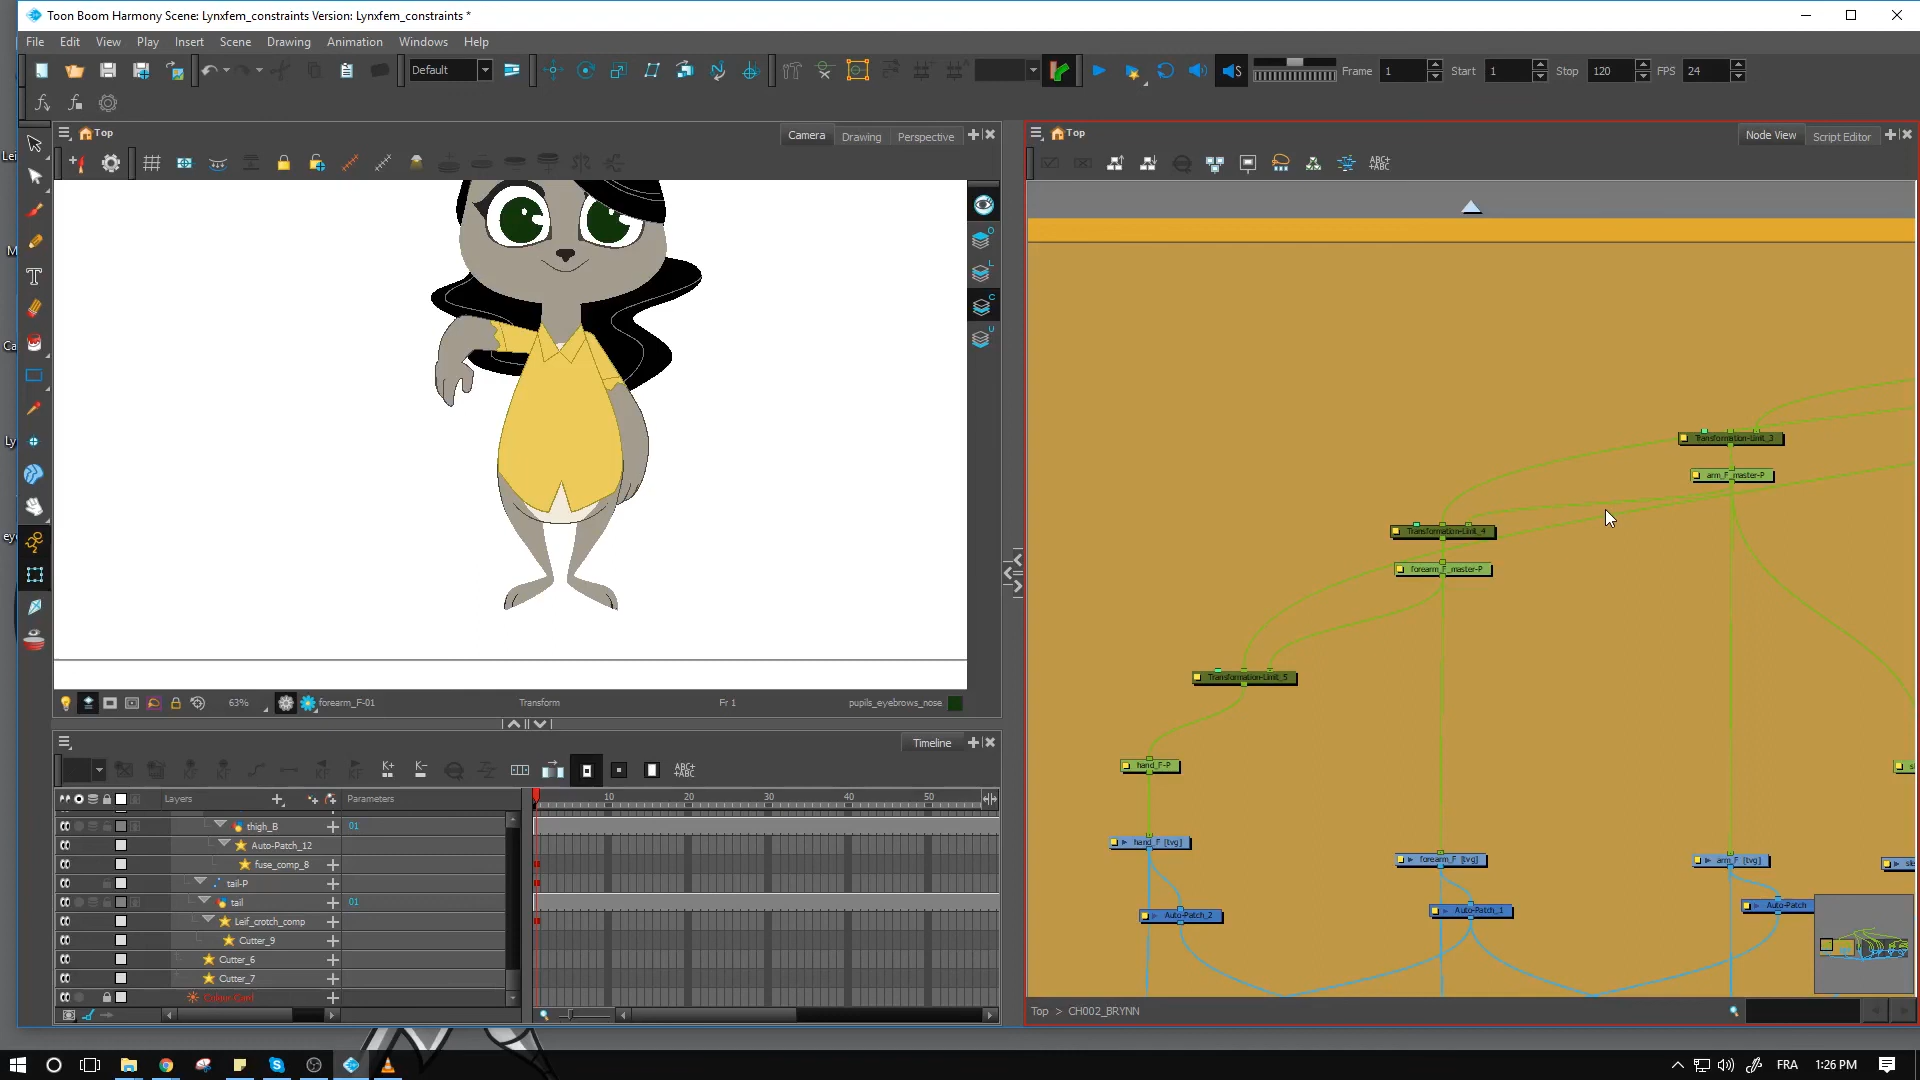 Toon Boom Harmony Scene: Lynxfem_constraints Version: Lynxfem_constraints *
File Edit View Play Insert Scene Drawing Animation Windows Help
Default
Frame 1 Start 1 Stop 120 FPS 24
Top
Camera Drawing Perspective
Top
Node View Script Editor
ABC+
+ABC
O
L
C
U
Transformation-Limit_3
arm_F_master-P
Transformation-Limit_4
forearm_F_master-P
Transformation-Limit_5
hand_F-P
hand_F [tvg]
forearm_F [tvg]
arm_F [tvg]
Auto-Patch_2
Auto-Patch_1
Auto-Patch
63% forearm_F-01 Transform Fr 1 pupils_eyebrows_nose
Timeline
K+ K- ABC+
+ABC
Layers Parameters 10 20 30 40 50
thigh_B 01
Auto-Patch_12
fuse_comp_8
tail-P
tail 01
Leif_crotch_comp
Cutter_9
Cutter_6
Cutter_7
Colour-Card
Top > CH002_BRYNN
FRA 1:26 PM